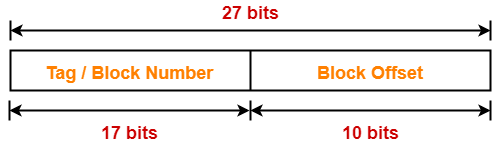 27 bits
Tag / Block Number Block Offset
17 bits 10 bits